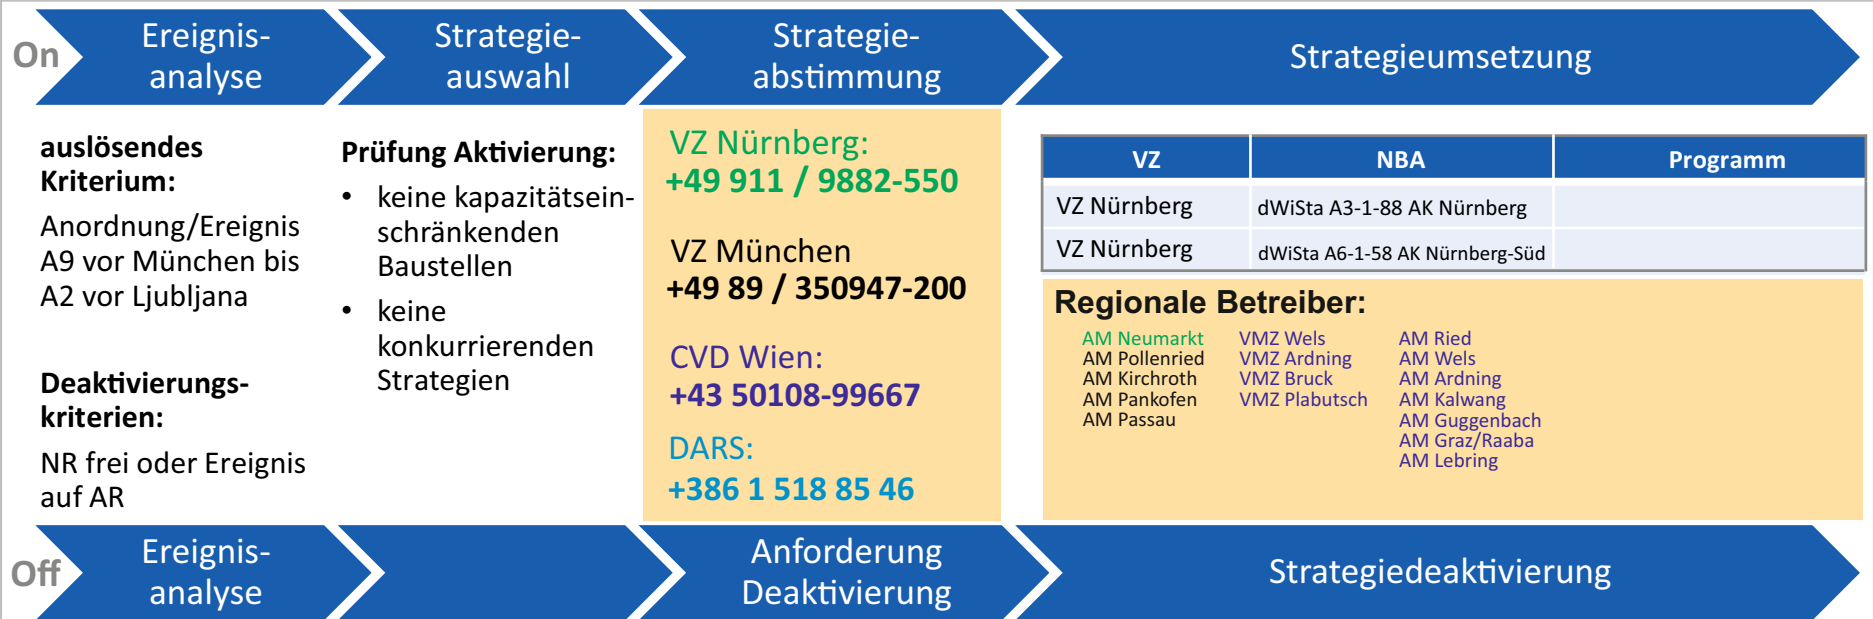 On
Ereignis-
analyse
Strategie-
auswahl
Strategie-
abstimmung
Strategieumsetzung
auslösendes
Kriterium:
Anordnung/Ereignis
A9 vor München bis
A2 vor Ljubljana
Deaktivierungs-
kriterien:
NR frei oder Ereignis
auf AR
Prüfung Aktivierung:
• keine kapazitätsein-
schränkenden
Baustellen
• keine
konkurrierenden
Strategien
VZ Nürnberg:
+49 911 / 9882-550
VZ München
+49 89 / 350947-200
CVD Wien:
+43 50108-99667
DARS:
+386 1 518 85 46
VZ NBA Programm
VZ Nürnberg dWiSta A3-1-88 AK Nürnberg
VZ Nürnberg dWiSta A6-1-58 AK Nürnberg-Süd
Regionale Betreiber:
AM Neumarkt
AM Pollenried
AM Kirchroth
AM Pankofen
AM Passau
VMZ Wels
VMZ Ardning
VMZ Bruck
VMZ Plabutsch
AM Ried
AM Wels
AM Ardning
AM Kalwang
AM Guggenbach
AM Graz/Raaba
AM Lebring
Off
Ereignis-
analyse
Anforderung
Deaktivierung
Strategiedeaktivierung